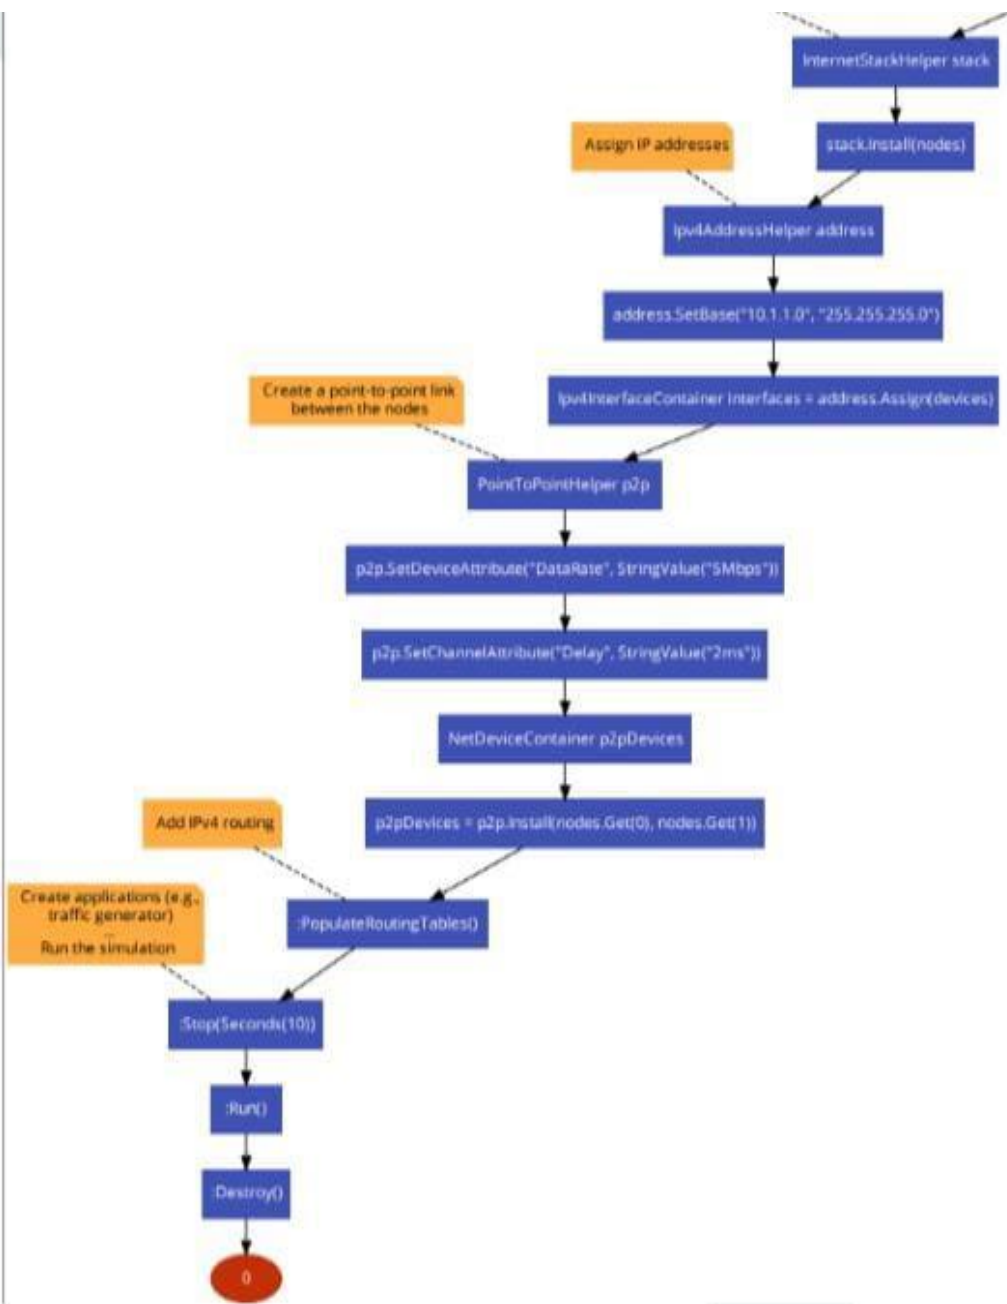 InternetStackHelper stack
stack.Install(nodes)
Assign IP addresses
Ipv4AddressHelper address
address.SetBase("10.1.1.0", "255.255.255.0")
Ipv4InterfaceContainer interfaces = address.Assign(devices)
Create a point-to-point link
between the nodes
PointToPointHelper p2p
p2p.SetDeviceAttribute("DataRate", StringValue("5Mbps"))
p2p.SetChannelAttribute("Delay", StringValue("2ms"))
NetDeviceContainer p2pDevices
p2pDevices = p2p.Install(nodes.Get(0), nodes.Get(1))
Add IPv4 routing
:PopulateRoutingTables()
Create applications (e.g.,
traffic generator)
...
Run the simulation
:Stop(Seconds(10))
:Run()
:Destroy()
0